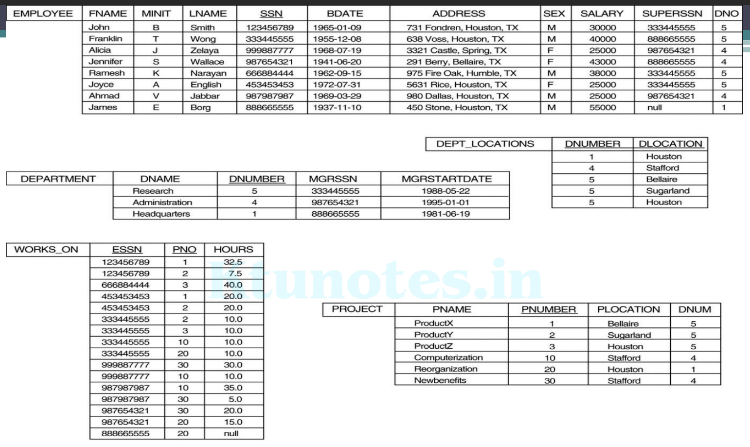 EMPLOYEE FNAME MINIT LNAME SSN BDATE ADDRESS SEX SALARY SUPERSSN DNO
John B Smith 123456789 1965-01-09 731 Fondren, Houston, TX M 30000 333445555 5
Franklin T Wong 333445555 1955-12-08 638 Voss, Houston, TX M 40000 888665555 5
Alicia J Zelaya 999887777 1968-07-19 3321 Castle, Spring, TX F 25000 987654321 4
Jennifer S Wallace 987654321 1941-06-20 291 Berry, Bellaire, TX F 43000 888665555 4
Ramesh K Narayan 666884444 1962-09-15 975 Fire Oak, Humble, TX M 38000 333445555 5
Joyce A English 453453453 1972-07-31 5631 Rice, Houston, TX F 25000 333445555 5
Ahmad V Jabbar 987987987 1969-03-29 980 Dallas, Houston, TX M 25000 987654321 4
James E Borg 888665555 1937-11-10 450 Stone, Houston, TX M 55000 null 1
DEPT_LOCATIONS DNUMBER DLOCATION
1 Houston
4 Stafford
5 Bellaire
5 Sugarland
5 Houston
DEPARTMENT DNAME DNUMBER MGRSSN MGRSTARTDATE
Research 5 333445555 1988-05-22
Administration 4 987654321 1995-01-01
Headquarters 1 888665555 1981-06-19
WORKS_ON ESSN PNO HOURS
123456789 1 32.5
123456789 2 7.5
666884444 3 40.0
453453453 1 20.0
453453453 2 20.0
333445555 2 10.0
333445555 3 10.0
333445555 10 10.0
333445555 20 10.0
999887777 30 30.0
999887777 10 10.0
987987987 10 35.0
987987987 30 5.0
987654321 30 20.0
987654321 20 15.0
888665555 20 null
ktunotes.in
PROJECT PNAME PNUMBER PLOCATION DNUM
ProductX 1 Bellaire 5
ProductY 2 Sugarland 5
ProductZ 3 Houston 5
Computerization 10 Stafford 4
Reorganization 20 Houston 1
Newbenefits 30 Stafford 4